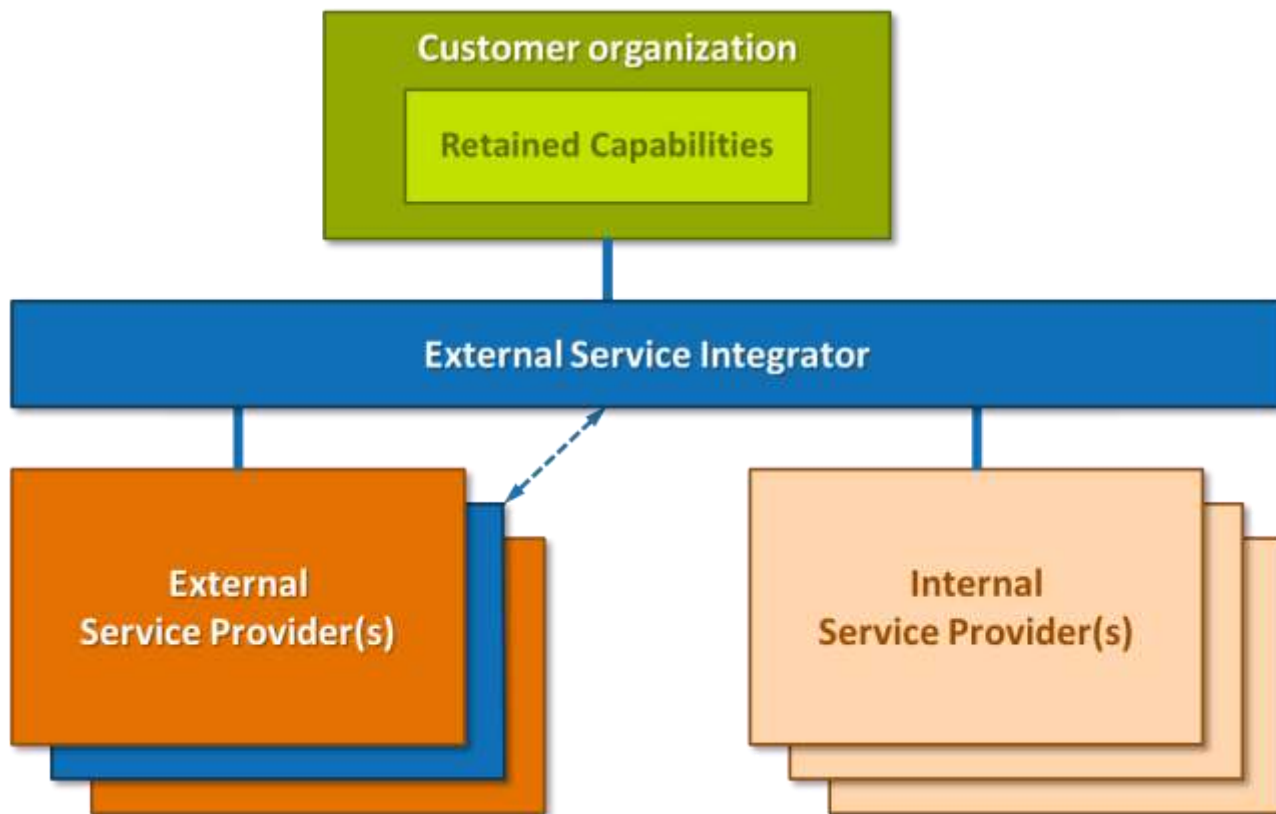 Customer organization
Retained Capabilities
External Service Integrator
External
Service Provider(s)
Internal
Service Provider(s)